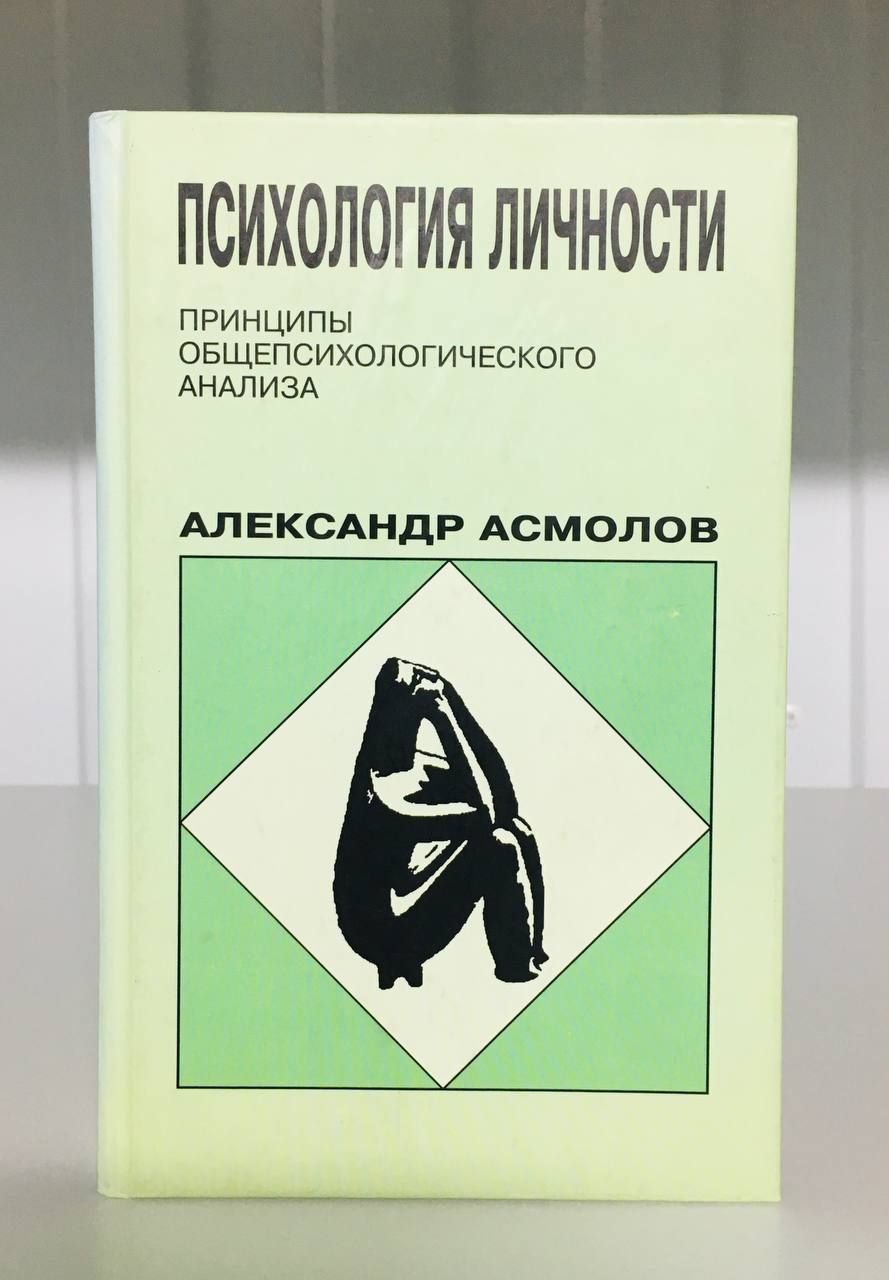 ПСИХОЛОГИЯ ЛИЧНОСТИ
ПРИНЦИПЫ
ОБЩЕПСИХОЛОГИЧЕСКОГО
АНАЛИЗА
АЛЕКСАНДР АСМОЛОВ